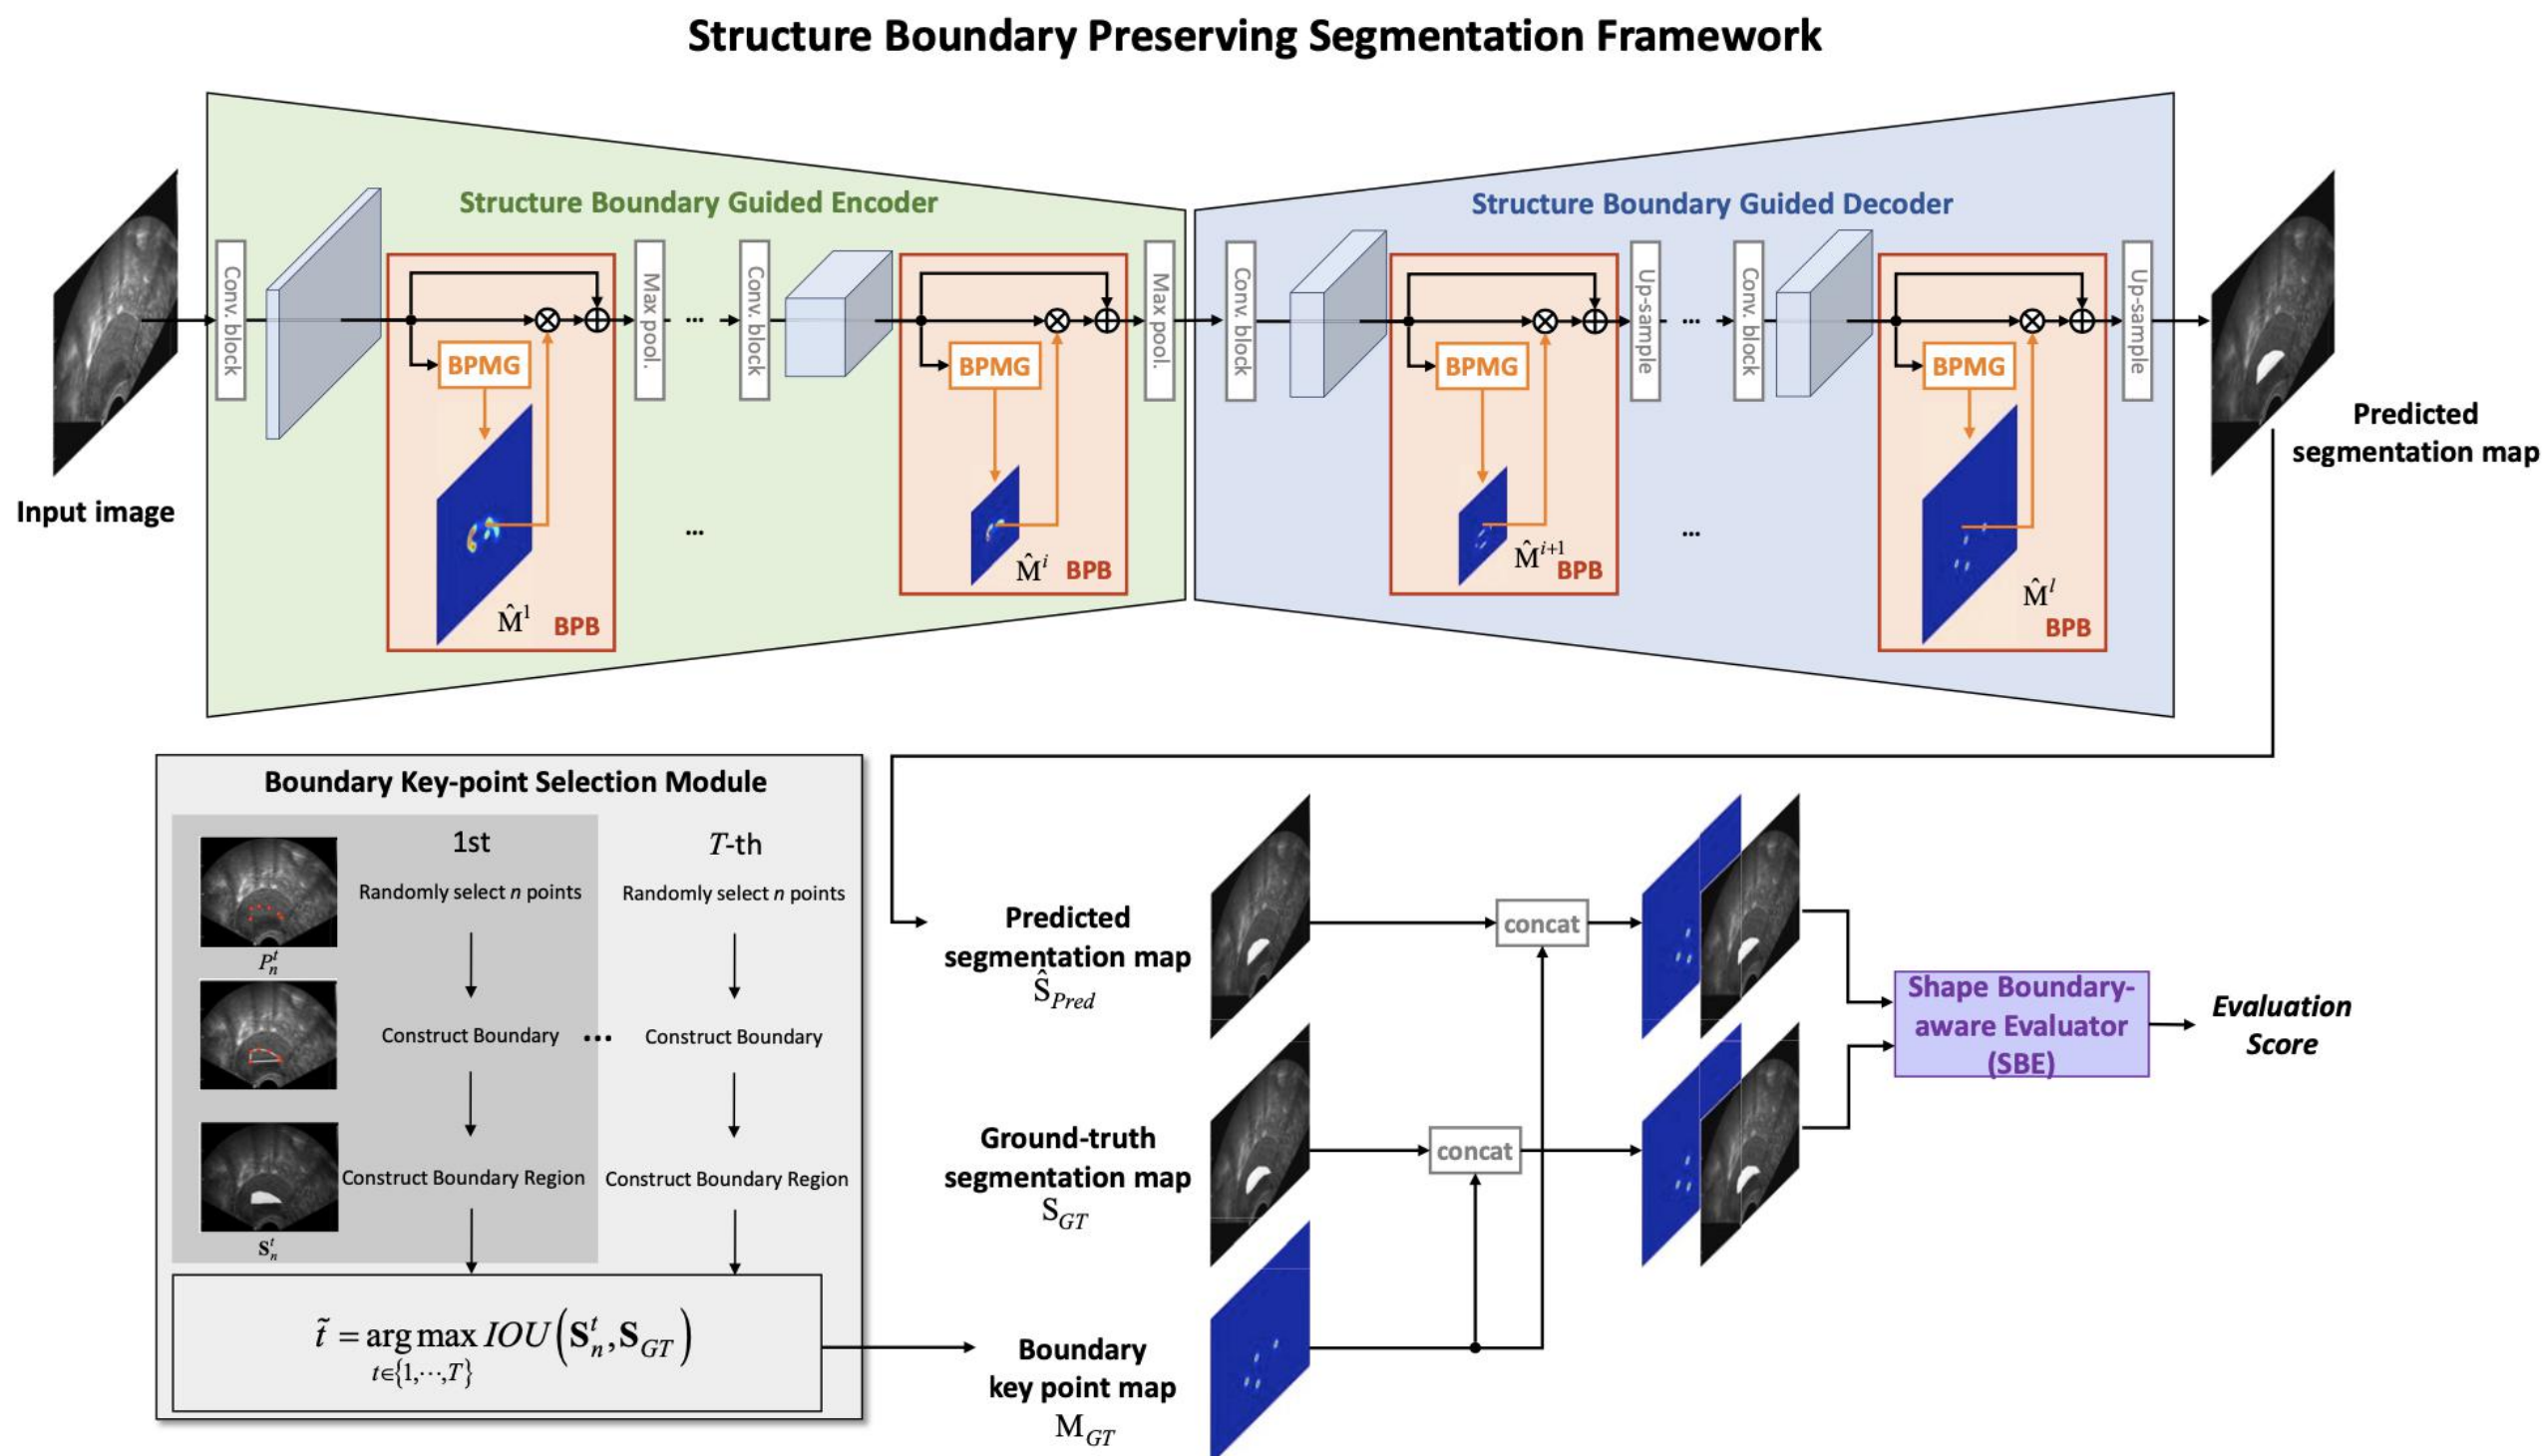 Structure Boundary Preserving Segmentation Framework
Structure Boundary Guided Encoder
Structure Boundary Guided Decoder
Input image
Conv. block
BPMG
M̂¹
BPB
Max pool.
...
...
Conv. block
BPMG
M̂ⁱ
BPB
Max pool.
Conv. block
BPMG
M̂ⁱ⁺¹
BPB
Up-sample
...
...
Conv. block
BPMG
M̂ˡ
BPB
Up-sample
Predicted
segmentation map
Boundary Key-point Selection Module
1st
T-th
Randomly select n points
Randomly select n points
Pₙᵗ
Construct Boundary
...
Construct Boundary
Construct Boundary Region
Construct Boundary Region
Sₙᵗ
t̃ = arg max IOU(Sₙᵗ, S_GT)
t∈{1,⋯,T}
Predicted
segmentation map
Ŝ_Pred
concat
Ground-truth
segmentation map
S_GT
concat
Boundary
key point map
M_GT
Shape Boundary-
aware Evaluator
(SBE)
Evaluation
Score